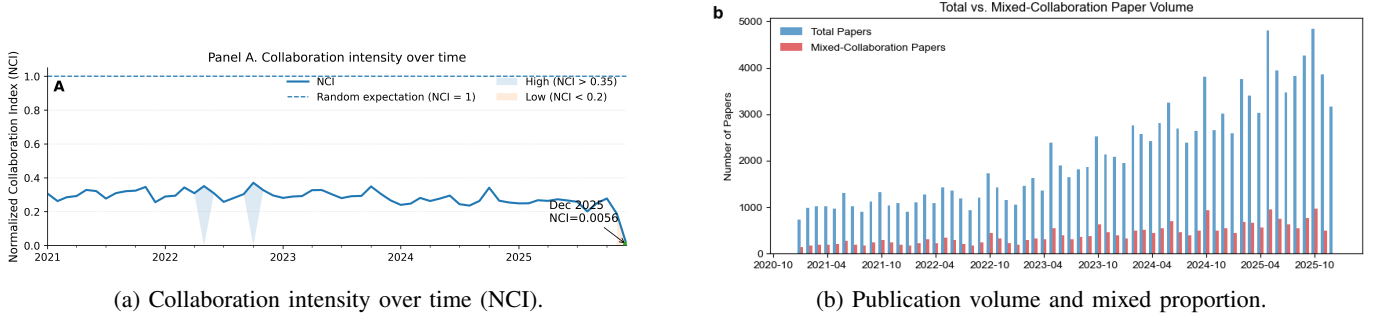 Panel A. Collaboration intensity over time
Normalized Collaboration Index (NCI)
A
1.0
0.8
0.6
0.4
0.2
0.0
NCI
Random expectation (NCI = 1)
High (NCI > 0.35)
Low (NCI < 0.2)
Dec 2025
NCI=0.0056
2021 2022 2023 2024 2025
(a) Collaboration intensity over time (NCI).
b
Total vs. Mixed-Collaboration Paper Volume
Number of Papers
5000
4000
3000
2000
1000
0
Total Papers
Mixed-Collaboration Papers
2020-10 2021-04 2021-10 2022-04 2022-10 2023-04 2023-10 2024-04 2024-10 2025-04 2025-10
(b) Publication volume and mixed proportion.